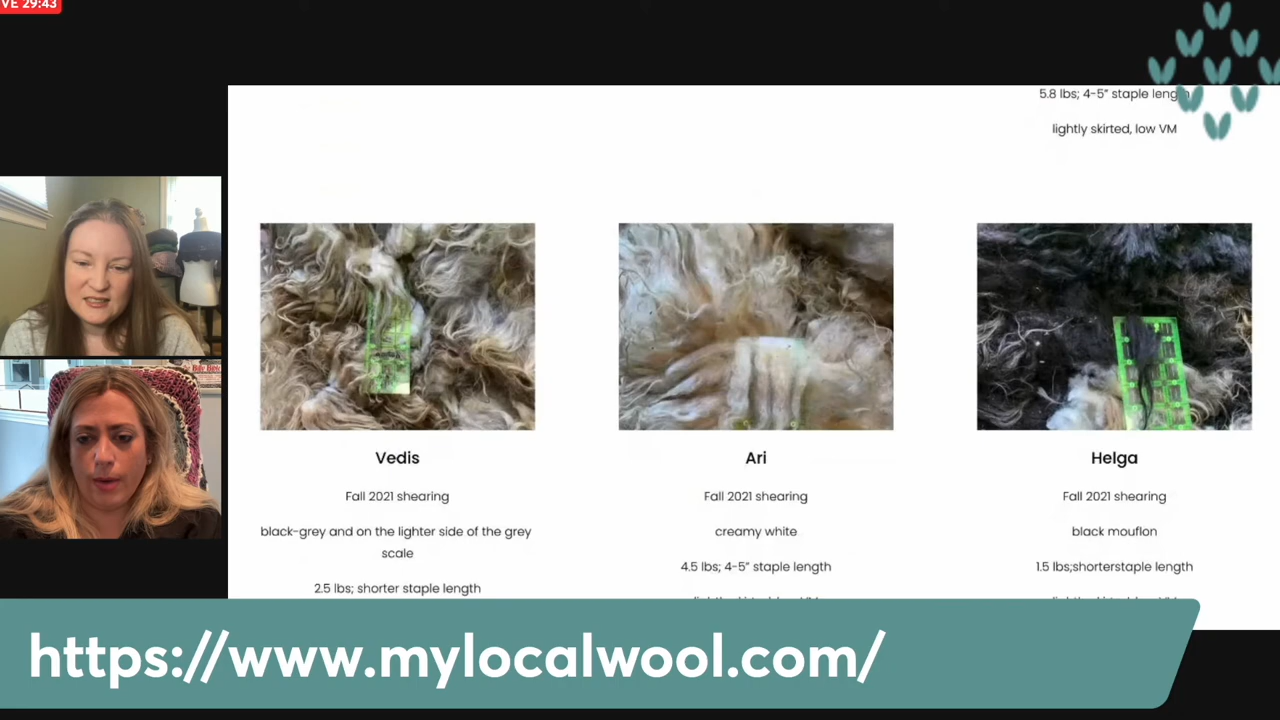 VE 29:43
5.8 lbs; 4-5" staple length
lightly skirted, low VM
Vedis
Fall 2021 shearing
black-grey and on the lighter side of the grey
scale
2.5 lbs; shorter staple length
Ari
Fall 2021 shearing
creamy white
4.5 lbs; 4-5" staple length
Helga
Fall 2021 shearing
black mouflon
1.5 lbs;shorterstaple length
https://www.mylocalwool.com/